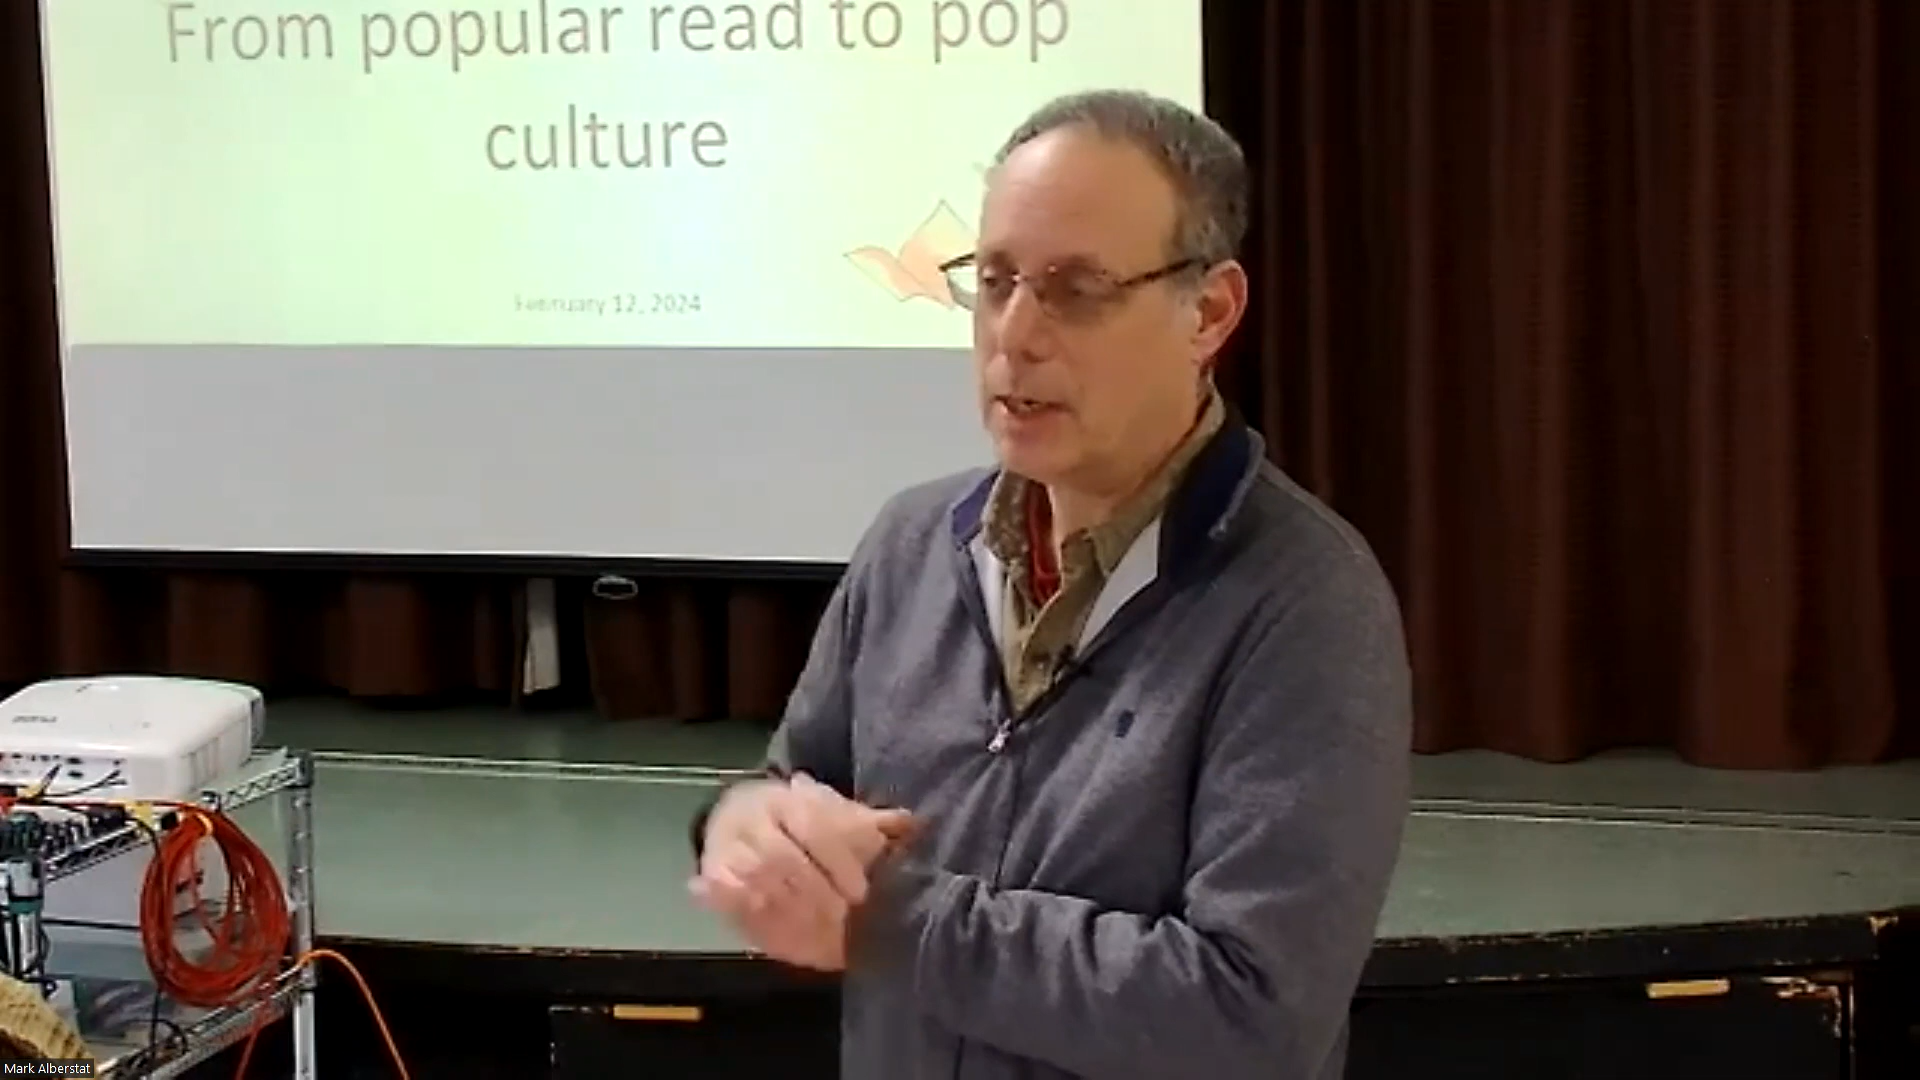 From popular read to pop
culture
February 12, 2024
Mark Alberstat